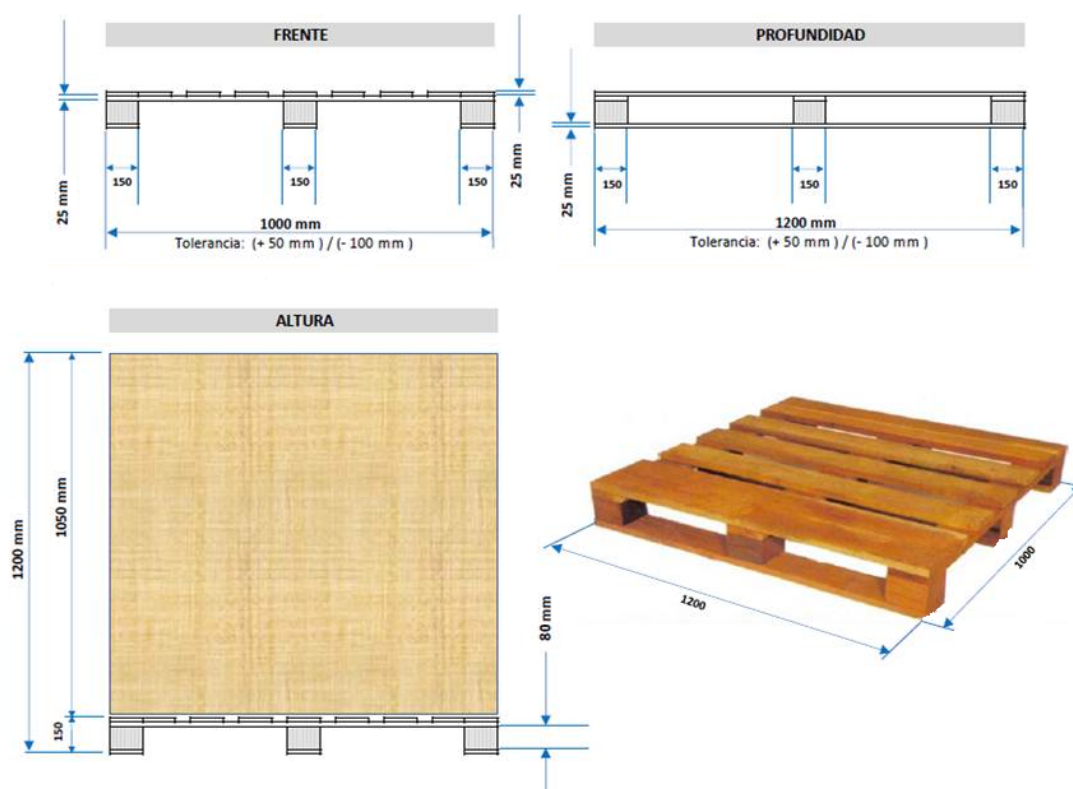 FRENTE
25 mm
150
150
150
25 mm
1000 mm
Tolerancia: (+ 50 mm ) / (- 100 mm )
PROFUNDIDAD
25 mm
150
150
150
1200 mm
Tolerancia: (+ 50 mm ) / (- 100 mm )
ALTURA
1200 mm
1050 mm
150
80 mm
1200
1000